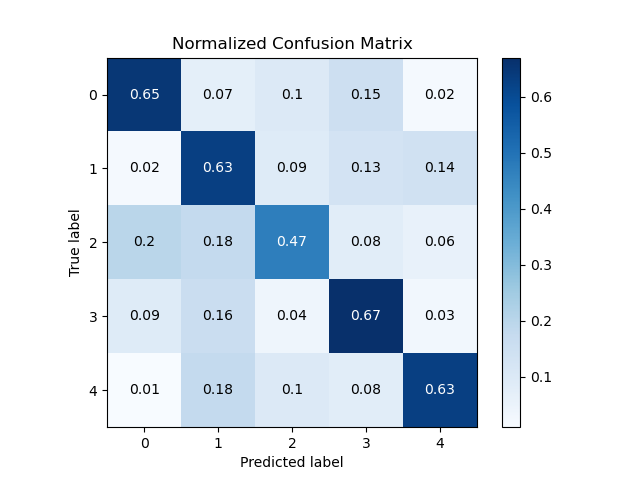 Normalized Confusion Matrix
0 0.65 0.07 0.1 0.15 0.02
1 0.02 0.63 0.09 0.13 0.14
2 0.2 0.18 0.47 0.08 0.06
3 0.09 0.16 0.04 0.67 0.03
4 0.01 0.18 0.1 0.08 0.63
0 1 2 3 4
True label
Predicted label
0.6
0.5
0.4
0.3
0.2
0.1